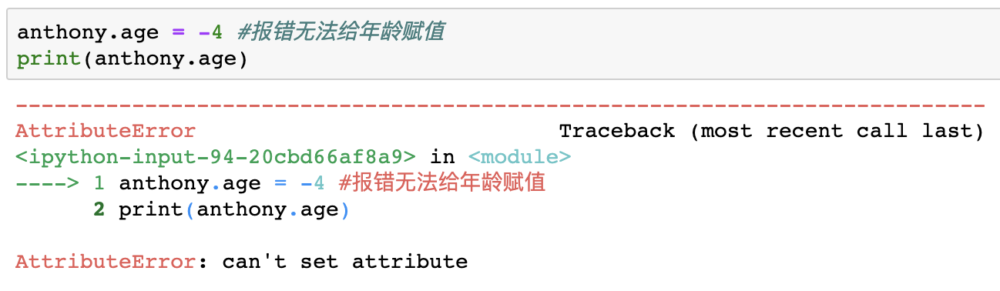 anthony.age = -4 #报错无法给年龄赋值
print(anthony.age)
---------------------------------------------------------------------------
AttributeError                            Traceback (most recent call last)
<ipython-input-94-20cbd66af8a9> in <module>
----> 1 anthony.age = -4 #报错无法给年龄赋值
      2 print(anthony.age)
AttributeError: can't set attribute